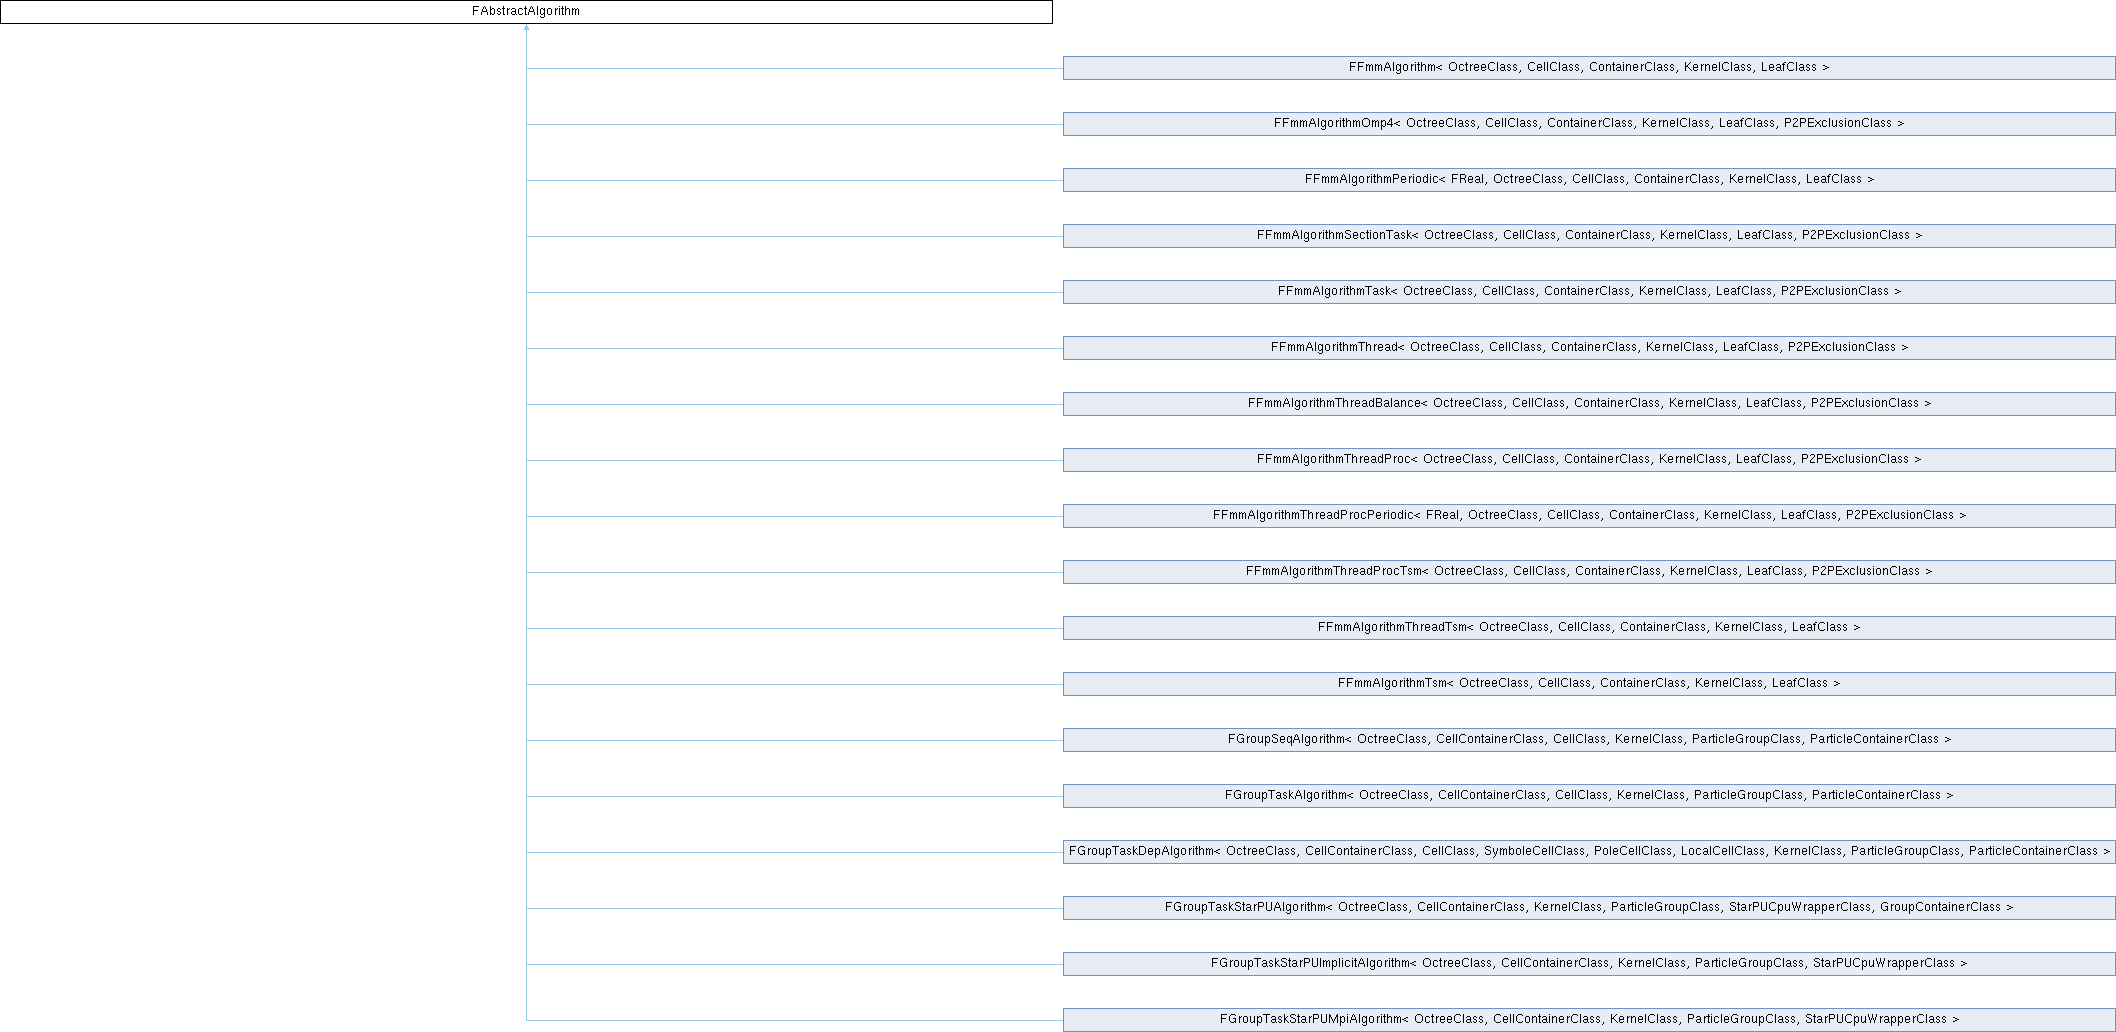 FAbstractAlgorithm
FFmmAlgorithm< OctreeClass, CellClass, ContainerClass, KernelClass, LeafClass >
FFmmAlgorithmOmp4< OctreeClass, CellClass, ContainerClass, KernelClass, LeafClass, P2PExclusionClass >
FFmmAlgorithmPeriodic< FReal, OctreeClass, CellClass, ContainerClass, KernelClass, LeafClass >
FFmmAlgorithmSectionTask< OctreeClass, CellClass, ContainerClass, KernelClass, LeafClass, P2PExclusionClass >
FFmmAlgorithmTask< OctreeClass, CellClass, ContainerClass, KernelClass, LeafClass, P2PExclusionClass >
FFmmAlgorithmThread< OctreeClass, CellClass, ContainerClass, KernelClass, LeafClass, P2PExclusionClass >
FFmmAlgorithmThreadBalance< OctreeClass, CellClass, ContainerClass, KernelClass, LeafClass, P2PExclusionClass >
FFmmAlgorithmThreadProc< OctreeClass, CellClass, ContainerClass, KernelClass, LeafClass, P2PExclusionClass >
FFmmAlgorithmThreadProcPeriodic< FReal, OctreeClass, CellClass, ContainerClass, KernelClass, LeafClass, P2PExclusionClass >
FFmmAlgorithmThreadProcTsm< OctreeClass, CellClass, ContainerClass, KernelClass, LeafClass, P2PExclusionClass >
FFmmAlgorithmThreadTsm< OctreeClass, CellClass, ContainerClass, KernelClass, LeafClass >
FFmmAlgorithmTsm< OctreeClass, CellClass, ContainerClass, KernelClass, LeafClass >
FGroupSeqAlgorithm< OctreeClass, CellContainerClass, CellClass, KernelClass, ParticleGroupClass, ParticleContainerClass >
FGroupTaskAlgorithm< OctreeClass, CellContainerClass, CellClass, KernelClass, ParticleGroupClass, ParticleContainerClass >
FGroupTaskDepAlgorithm< OctreeClass, CellContainerClass, CellClass, SymboleCellClass, PoleCellClass, LocalCellClass, KernelClass, ParticleGroupClass, ParticleContainerClass >
FGroupTaskStarPUAlgorithm< OctreeClass, CellContainerClass, KernelClass, ParticleGroupClass, StarPUCpuWrapperClass, GroupContainerClass >
FGroupTaskStarPUImplicitAlgorithm< OctreeClass, CellContainerClass, KernelClass, ParticleGroupClass, StarPUCpuWrapperClass >
FGroupTaskStarPUMpiAlgorithm< OctreeClass, CellContainerClass, KernelClass, ParticleGroupClass, StarPUCpuWrapperClass >